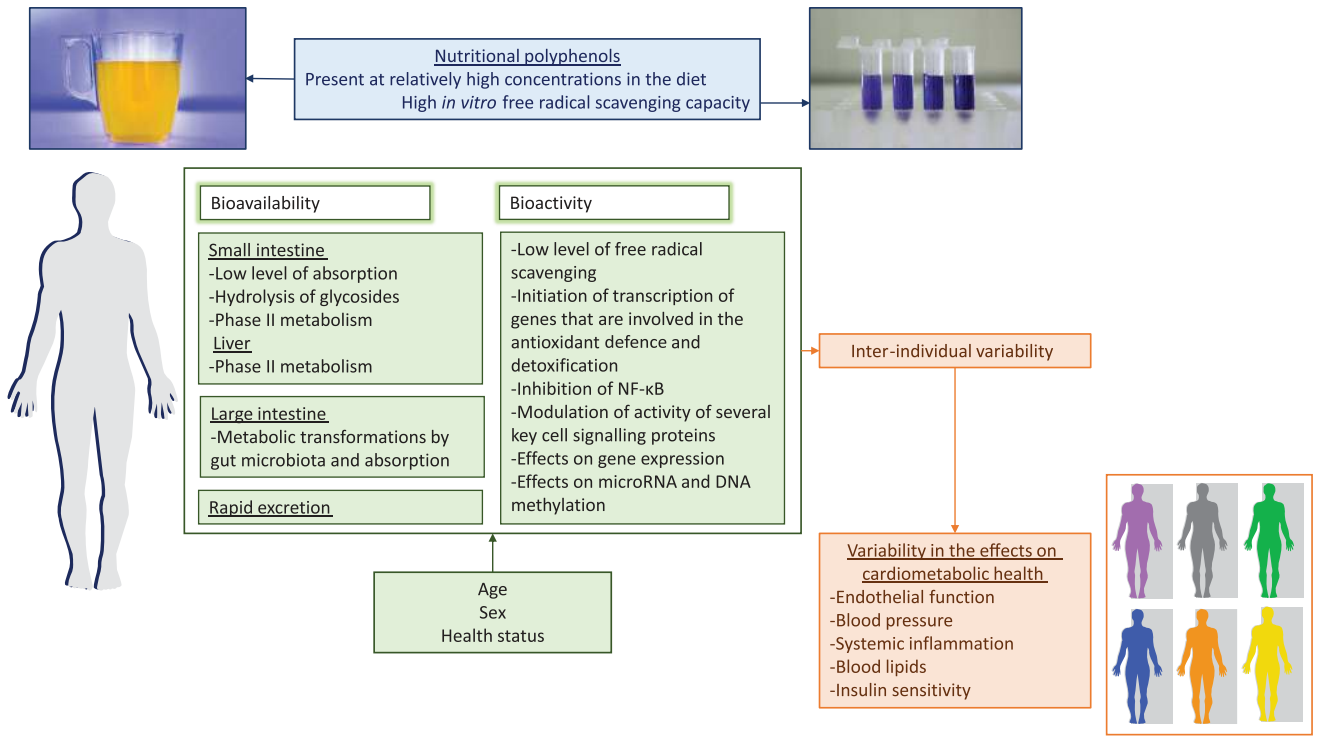 Nutritional polyphenols
Present at relatively high concentrations in the diet
High in vitro free radical scavenging capacity
Bioavailability
Small intestine
-Low level of absorption
-Hydrolysis of glycosides
-Phase II metabolism
Liver
-Phase II metabolism
Large intestine
-Metabolic transformations by
gut microbiota and absorption
Rapid excretion
Bioactivity
-Low level of free radical
scavenging
-Initiation of transcription of
genes that are involved in the
antioxidant defence and
detoxification
-Inhibition of NF-κB
-Modulation of activity of several
key cell signalling proteins
-Effects on gene expression
-Effects on microRNA and DNA
methylation
Age
Sex
Health status
Inter-individual variability
Variability in the effects on
cardiometabolic health
-Endothelial function
-Blood pressure
-Systemic inflammation
-Blood lipids
-Insulin sensitivity